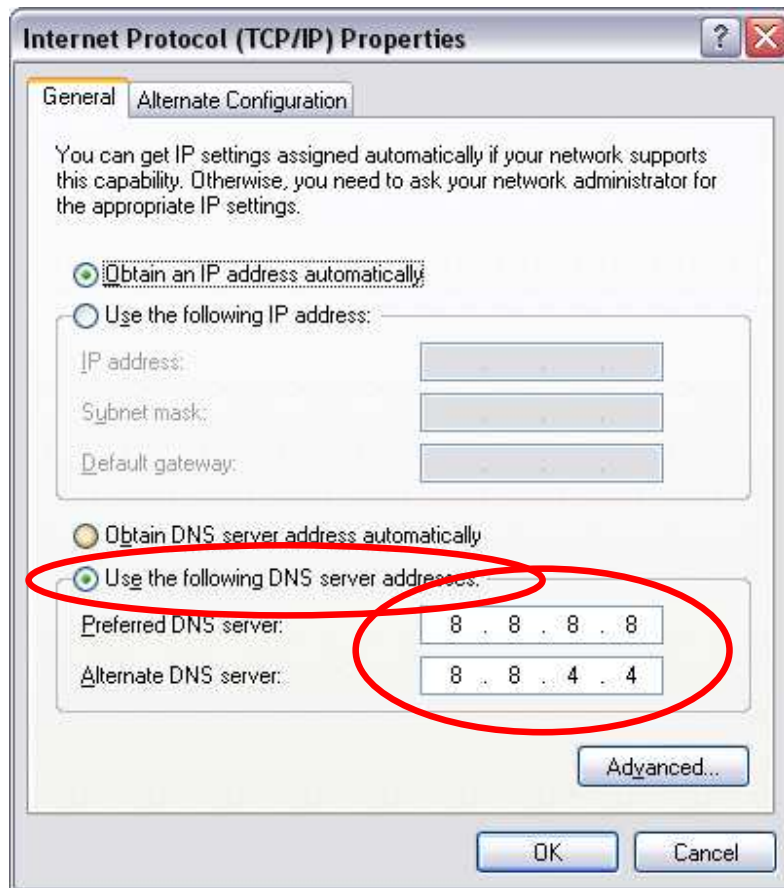 Internet Protocol (TCP/IP) Properties
?
General Alternate Configuration
You can get IP settings assigned automatically if your network supports
this capability. Otherwise, you need to ask your network administrator for
the appropriate IP settings.
Obtain an IP address automatically
Use the following IP address:
IP address:
Subnet mask:
Default gateway:
Obtain DNS server address automatically
Use the following DNS server addresses:
Preferred DNS server: 8 . 8 . 8 . 8
Alternate DNS server: 8 . 8 . 4 . 4
Advanced...
OK Cancel